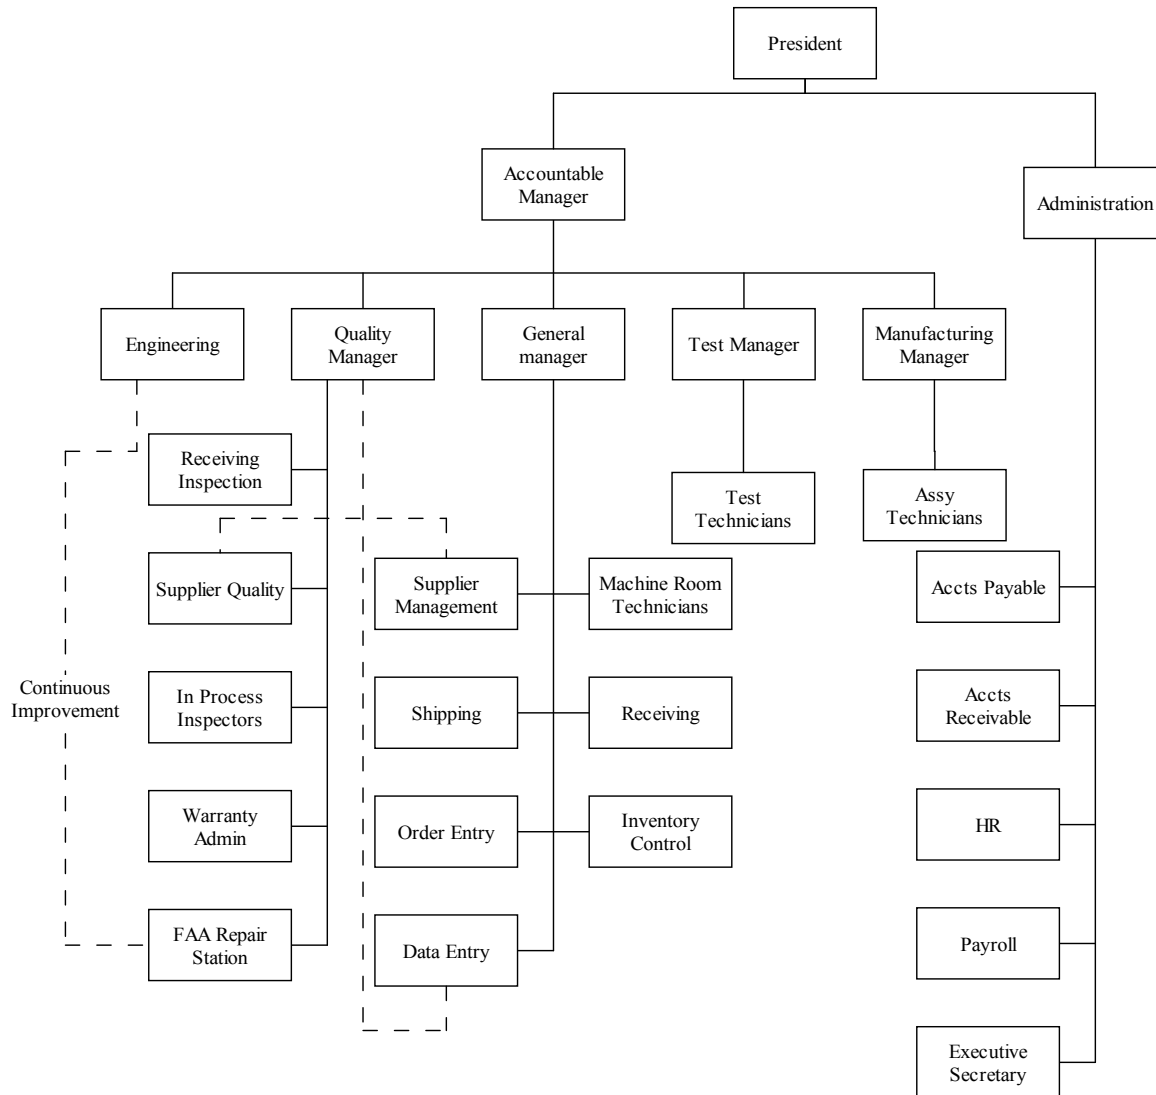 President
Accountable
Manager
Administration
Engineering
Quality
Manager
General
manager
Test Manager
Manufacturing
Manager
Receiving
Inspection
Test
Technicians
Assy
Technicians
Supplier Quality
Supplier
Management
Machine Room
Technicians
Accts Payable
Continuous
Improvement
In Process
Inspectors
Shipping
Receiving
Accts
Receivable
Warranty
Admin
Order Entry
Inventory
Control
HR
FAA Repair
Station
Data Entry
Payroll
Executive
Secretary